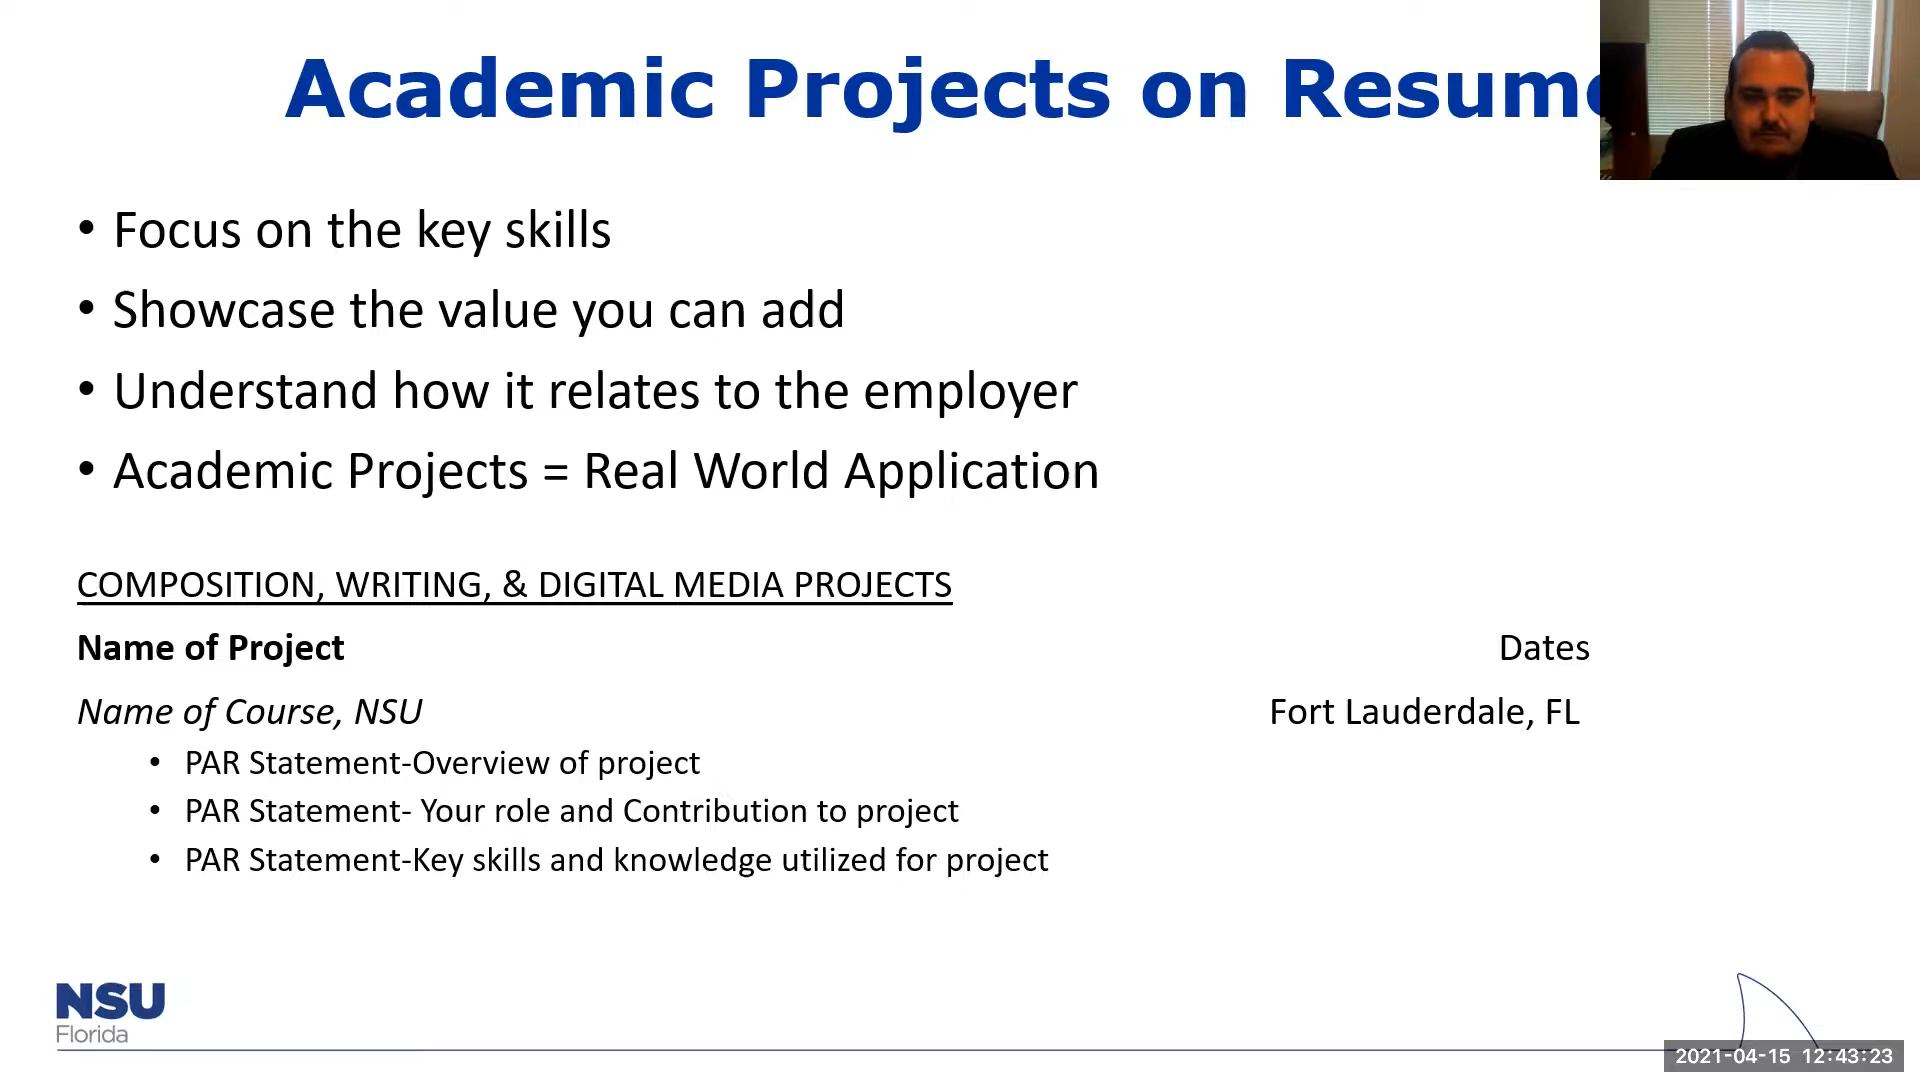 Academic Projects on Resume
• Focus on the key skills
• Showcase the value you can add
• Understand how it relates to the employer
• Academic Projects = Real World Application
COMPOSITION, WRITING, & DIGITAL MEDIA PROJECTS
Name of Project Dates
Name of Course, NSU Fort Lauderdale, FL
• PAR Statement-Overview of project
• PAR Statement- Your role and Contribution to project
• PAR Statement-Key skills and knowledge utilized for project
NSU
Florida
2021-04-15 12:43:23